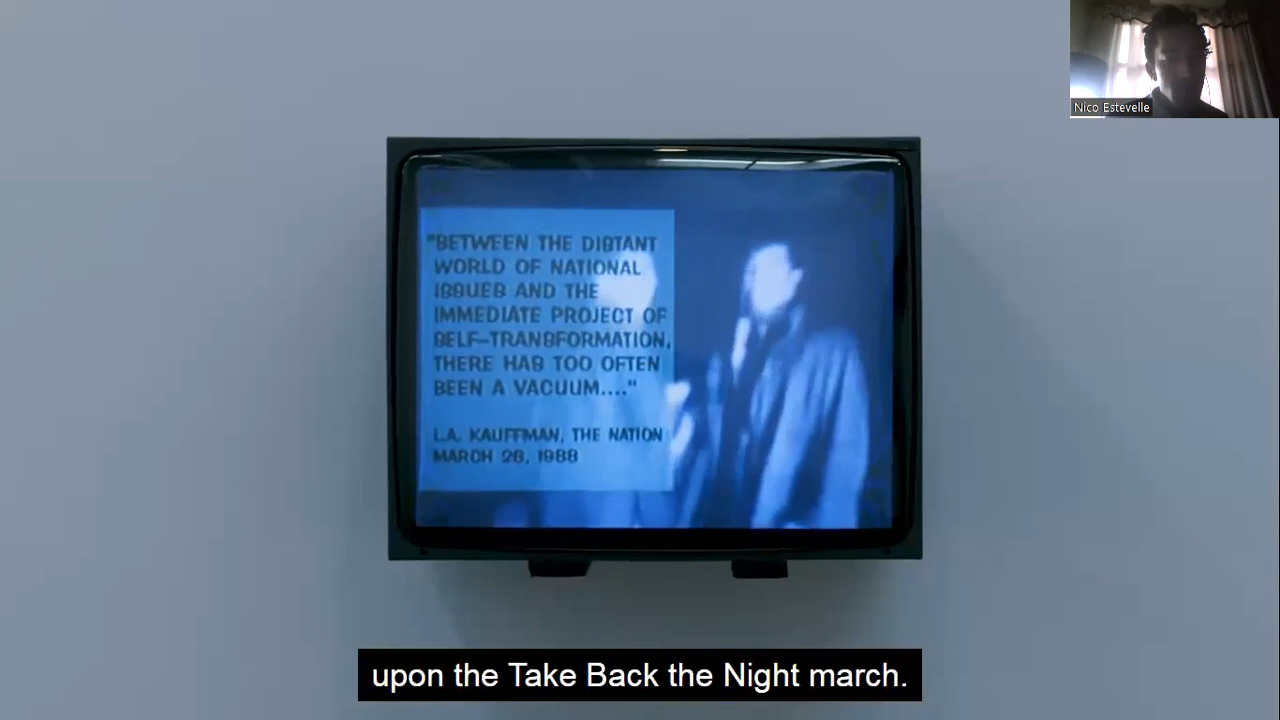 Nico Estevelle
"BETWEEN THE DISTANT
WORLD OF NATIONAL
ISSUES AND THE
IMMEDIATE PROJECT OF
SELF-TRANSFORMATION,
THERE HAS TOO OFTEN
BEEN A VACUUM...."
L.A. KAUFFMAN, THE NATION
MARCH 26, 1988
upon the Take Back the Night march.